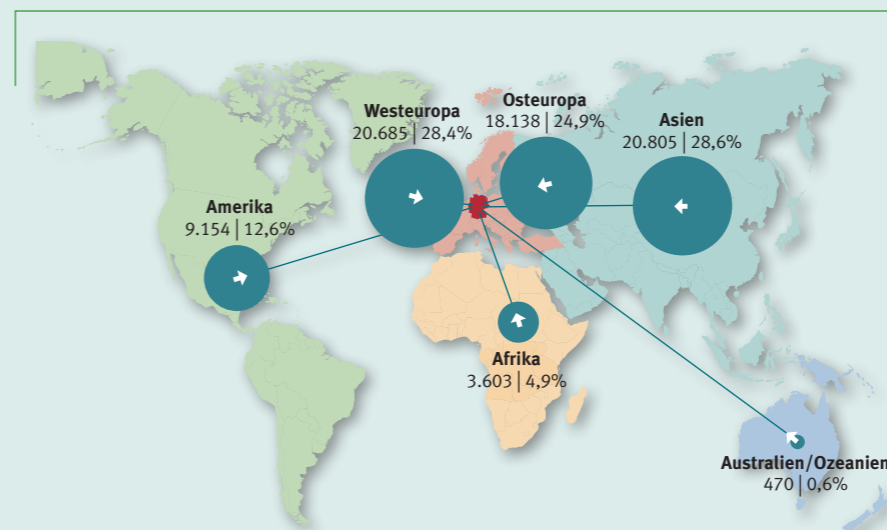 Westeuropa
20.685 | 28,4%
Osteuropa
18.138 | 24,9%
Asien
20.805 | 28,6%
Amerika
9.154 | 12,6%
Afrika
3.603 | 4,9%
Australien/Ozeanien
470 | 0,6%